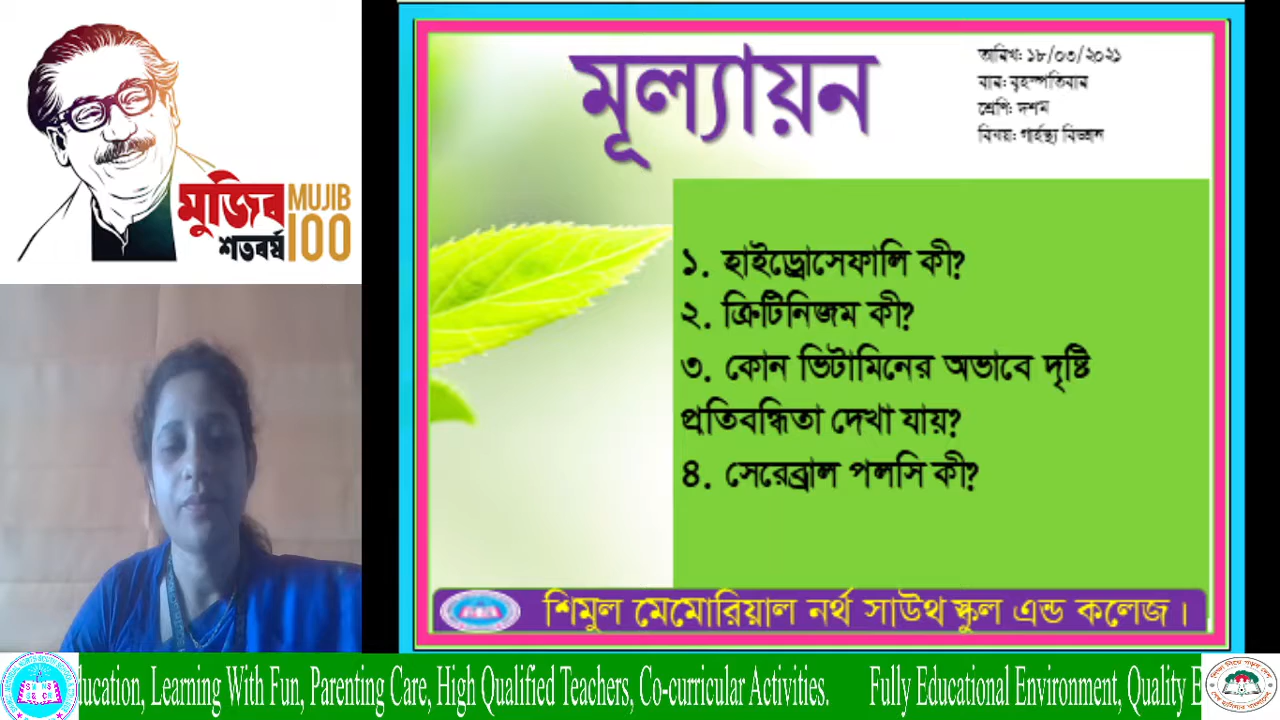 মুজিব
শতবর্ষ
MUJIB
100
মূল্যায়ন
তারিখ: ১৮/০৩/২০২১
বার: বৃহস্পতিবার
শ্রেণি: দশম
বিষয়: গার্হস্থ্য বিজ্ঞান
১. হাইড্রোসেফালি কী?
২. ক্রিটিনিজম কী?
৩. কোন ভিটামিনের অভাবে দৃষ্টি
প্রতিবন্ধিতা দেখা যায়?
৪. সেরেব্রাল পলসি কী?
শিমুল মেমোরিয়াল নর্থ সাউথ স্কুল এন্ড কলেজ।
ducation, Learning With Fun, Parenting Care, High Qualified Teachers, Co-curricular Activities. Fully Educational Environment, Quality E